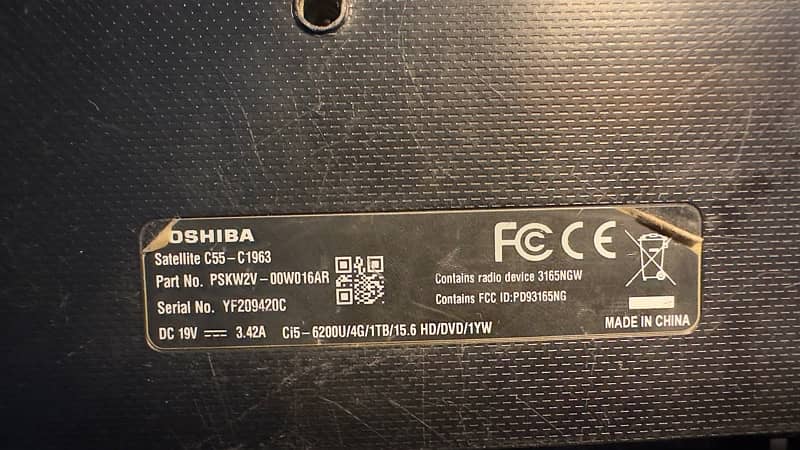 TOSHIBA
Satellite C55-C1963
Part No. PSKW2V-00W016AR
Serial No. YF209420C
DC 19V 3.42A Ci5-6200U/4G/1TB/15.6 HD/DVD/1YW
FC CE
Contains radio device 3165NGW
Contains FCC ID:PD93165NG
MADE IN CHINA